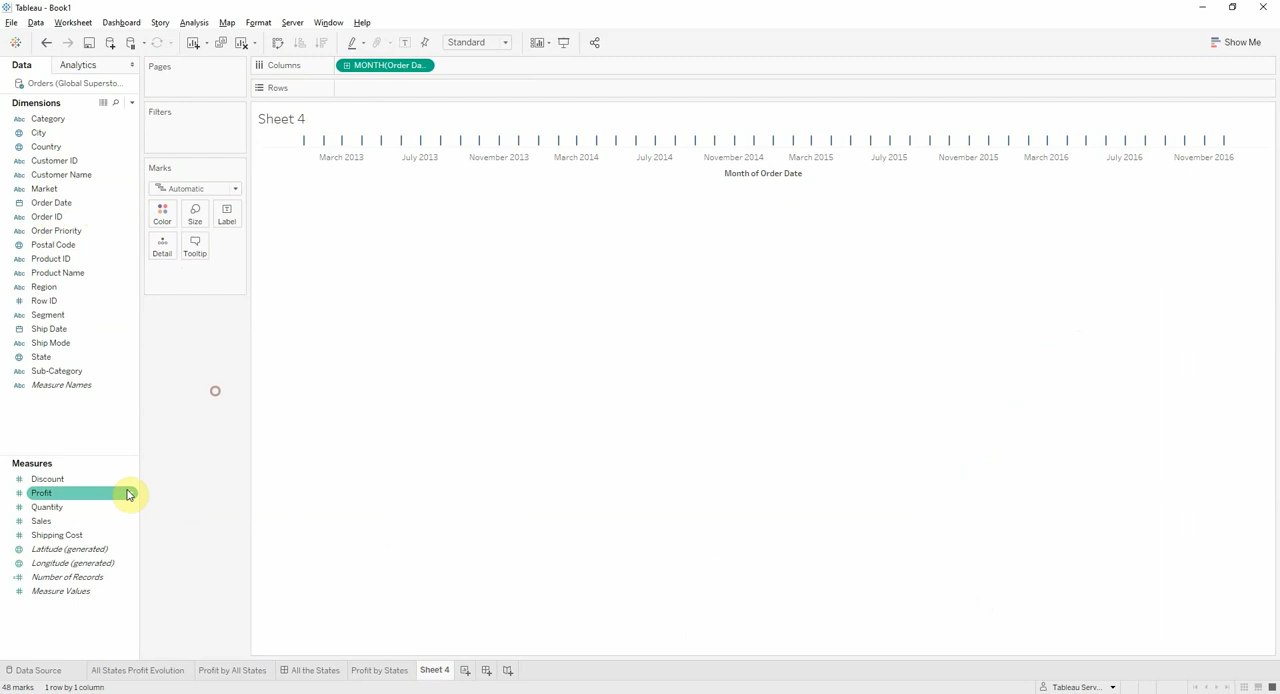 Tableau - Book1
File Data Worksheet Dashboard Story Analysis Map Format Server Window Help
Standard
Show Me
Data Analytics
Orders (Global Supersto...
Dimensions
Category
City
Country
Customer ID
Customer Name
Market
Order Date
Order ID
Order Priority
Postal Code
Product ID
Product Name
Region
Row ID
Segment
Ship Date
Ship Mode
State
Sub-Category
Measure Names
Measures
Discount
Profit
Quantity
Sales
Shipping Cost
Latitude (generated)
Longitude (generated)
Number of Records
Measure Values
Pages
Filters
Marks
Automatic
Color Size Label
Detail Tooltip
Columns MONTH(Order Da..
Rows
Sheet 4
March 2013 July 2013 November 2013 March 2014 July 2014 November 2014 March 2015 July 2015 November 2015 March 2016 July 2016 November 2016
Month of Order Date
Data Source All States Profit Evolution Profit by All States All the States Profit by States Sheet 4
48 marks 1 row by 1 column Tableau Serv...